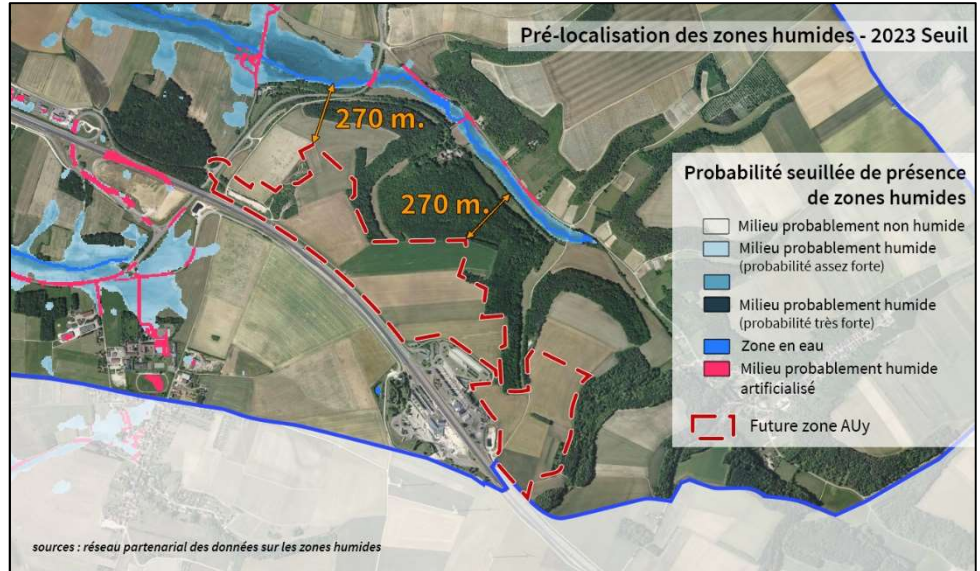 Pré-localisation des zones humides - 2023 Seuil
270 m.
270 m.
Probabilité seuillée de présence
de zones humides
Milieu probablement non humide
Milieu probablement humide
(probabilité assez forte)
Milieu probablement humide
(probabilité très forte)
Zone en eau
Milieu probablement humide
artificialisé
Future zone AUy
sources : réseau partenarial des données sur les zones humides